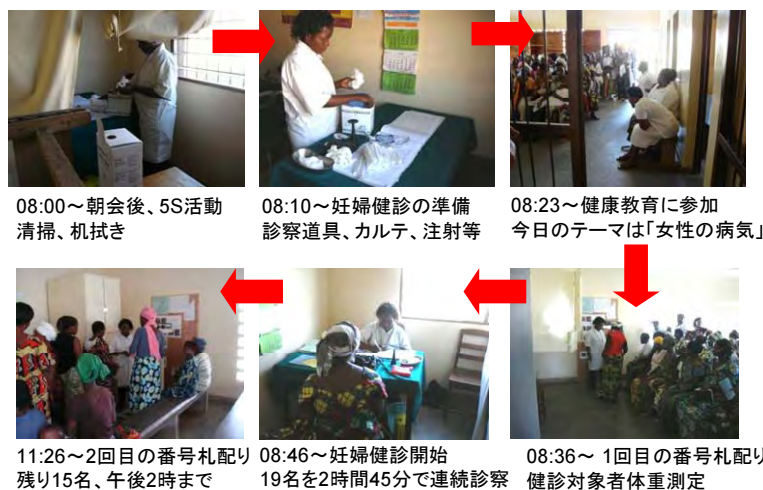 08:00～朝会後、5S活動
清掃、机拭き
08:10～妊婦健診の準備
診察道具、カルテ、注射等
08:23～健康教育に参加
今日のテーマは「女性の病気」
08:36～ 1回目の番号札配り
健診対象者体重測定
08:46～妊婦健診開始
19名を2時間45分で連続診察
11:26～2回目の番号札配り
残り15名、午後2時まで